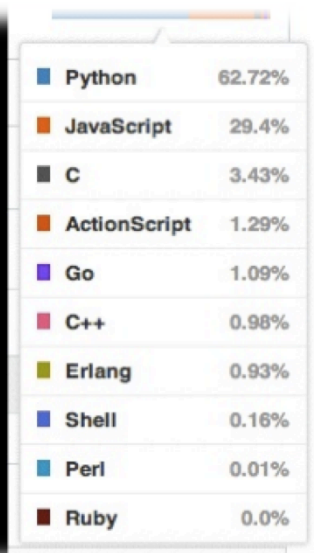 Python 62.72%
JavaScript 29.4%
C 3.43%
ActionScript 1.29%
Go 1.09%
C++ 0.98%
Erlang 0.93%
Shell 0.16%
Perl 0.01%
Ruby 0.0%